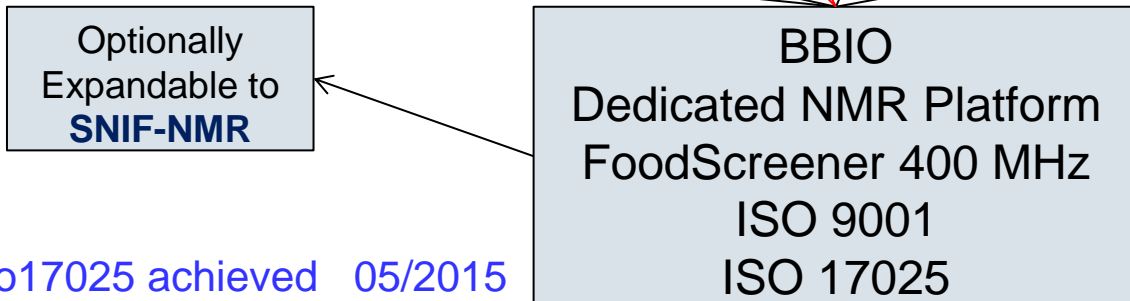 Optionally
Expandable to
SNIF-NMR
BBIO
Dedicated NMR Platform
FoodScreener 400 MHz
ISO 9001
ISO 17025
o17025 achieved 05/2015